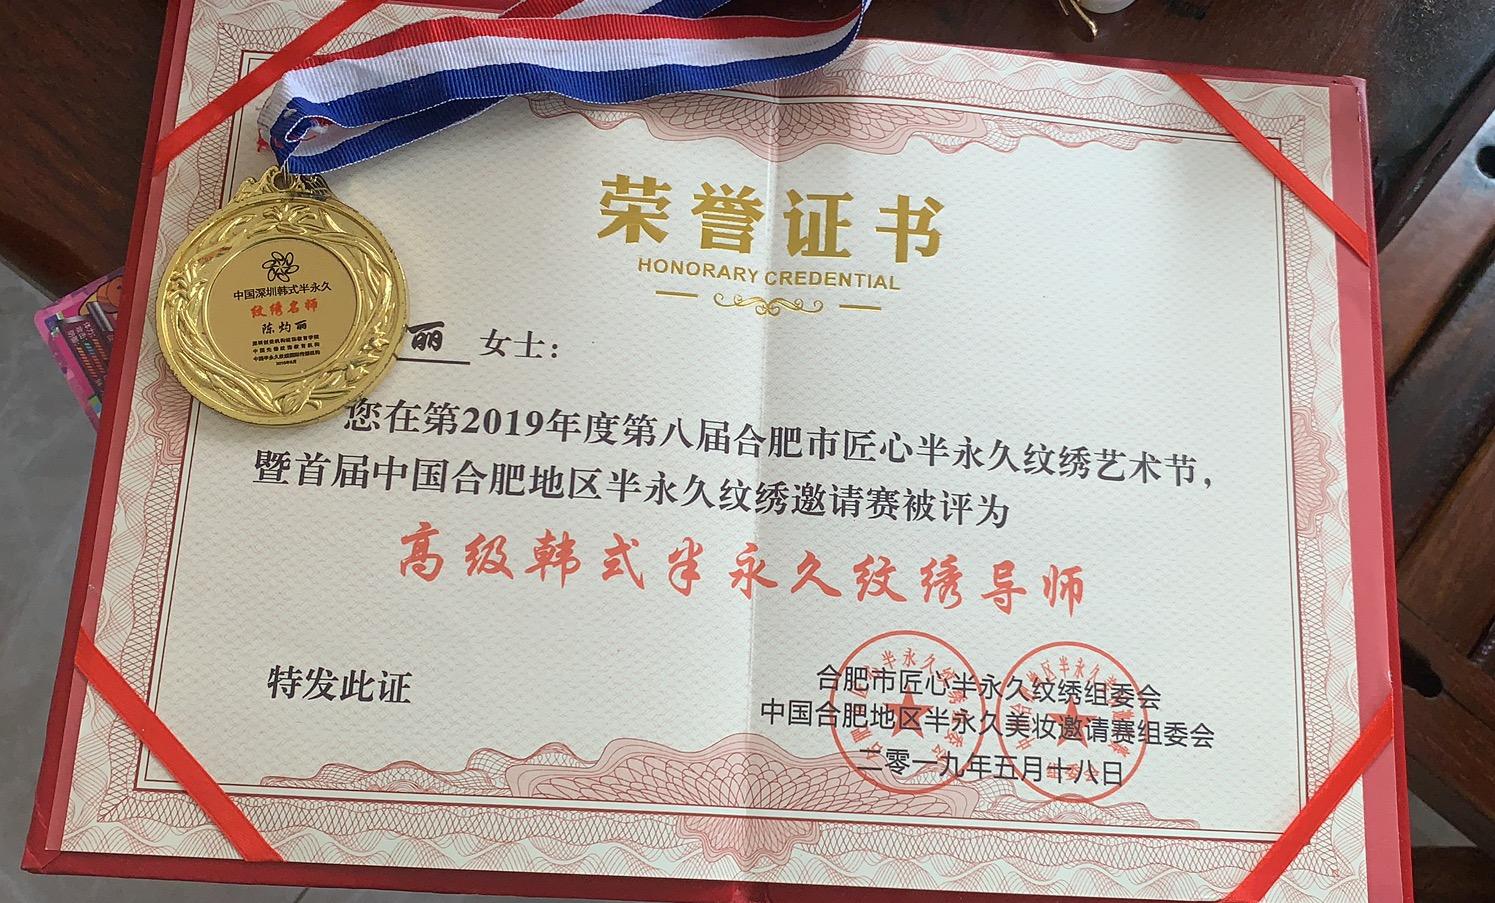 荣誉证书
HONORARY CREDENTIAL
中国深圳韩式半永久
纹绣名师
陈灼丽
丽 女士：
您在第2019年度第八届合肥市匠心半永久纹绣艺术节，
暨首届中国合肥地区半永久纹绣邀请赛被评为
高级韩式半永久纹绣导师
特发此证
合肥市匠心半永久纹绣组委会
中国合肥地区半永久美妆邀请赛组委会
二零一九年五月十八日